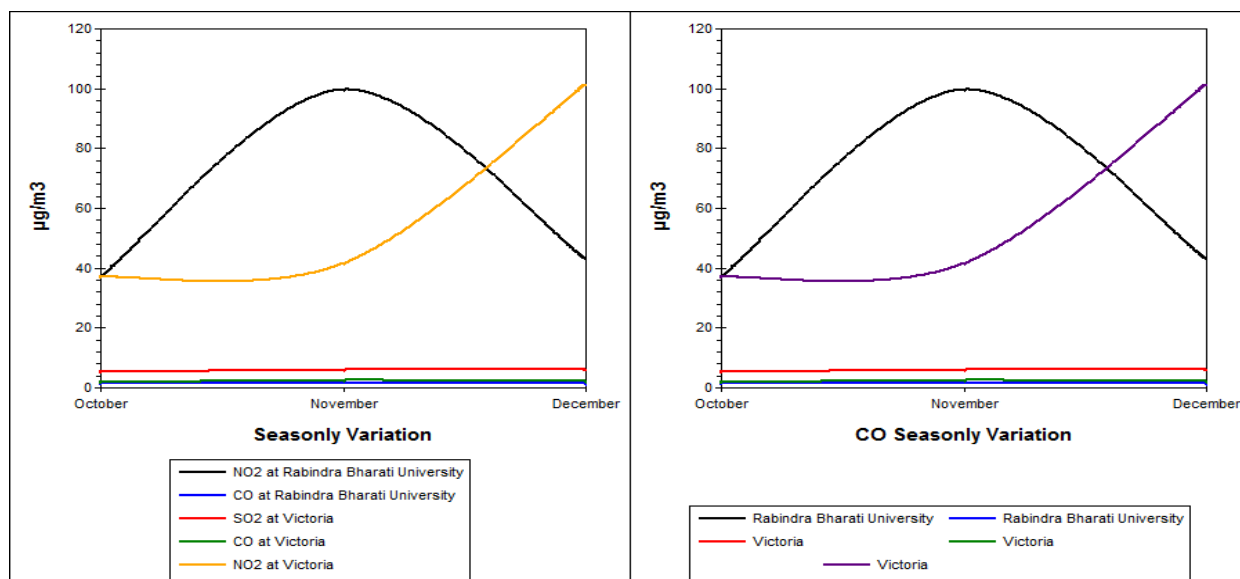 120
100
80
60
40
20
0
µg/m3
October November December
Seasonly Variation
NO2 at Rabindra Bharati University
CO at Rabindra Bharati University
SO2 at Victoria
CO at Victoria
NO2 at Victoria
120
100
80
60
40
20
0
µg/m3
October November December
CO Seasonly Variation
Rabindra Bharati University Rabindra Bharati University
Victoria Victoria
Victoria